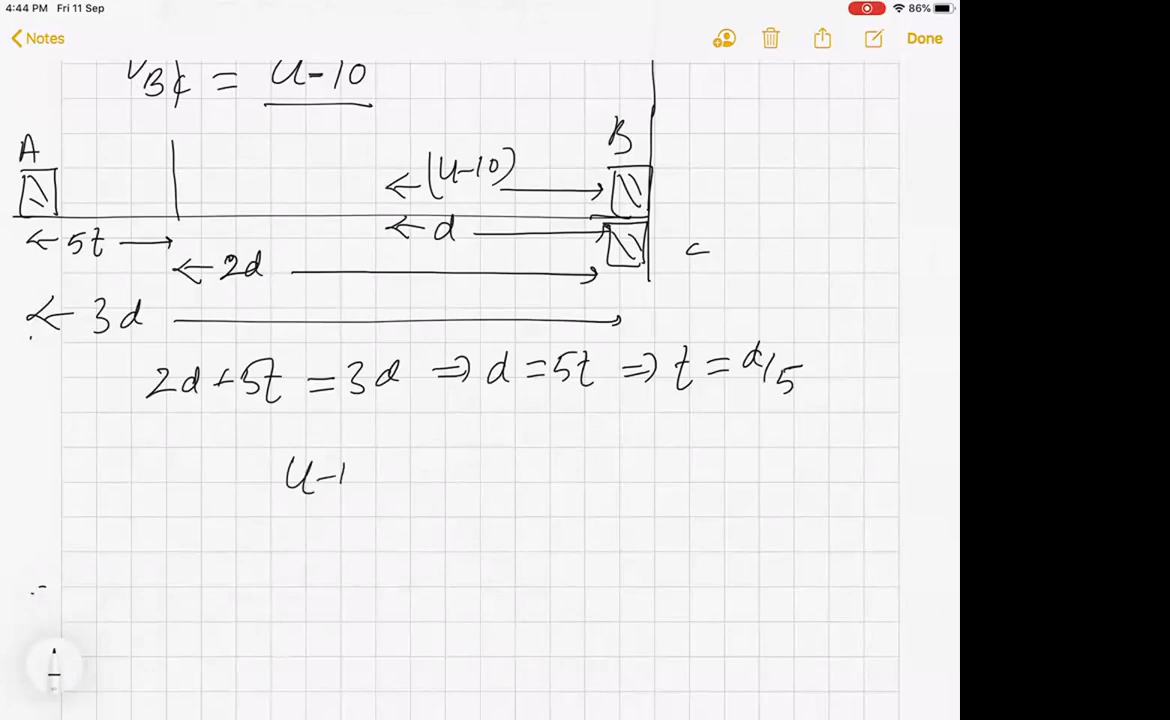 4:44 PM Fri 11 Sep 86%
Notes Done
= U-10
A B
(U-10)
5t d
2d
3d
2d+5t = 3d ⇒ d = 5t ⇒ t = d/5
U-1